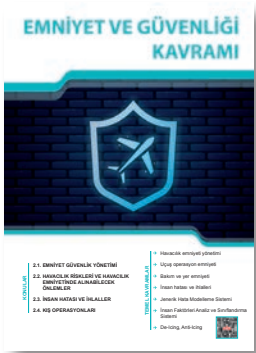 EMNİYET VE GÜVENLİĞİ
KAVRAMI
KONULAR
2.1. EMNİYET GÜVENLİK YÖNETİMİ
2.2. HAVACILIK RİSKLERİ VE HAVACILIK
EMNİYETİNDE ALINABİLECEK
ÖNLEMLER
2.3. İNSAN HATASI VE İHLALLER
2.4. KIŞ OPERASYONLARI
TEMEL KAVRAMLAR
Havacılık emniyeti yönetimi
Uçuş operasyon emniyeti
Bakım ve yer emniyeti
İnsan hatası ve ihlalleri
Jenerik Hata Modelleme Sistemi
İnsan Faktörleri Analiz ve Sınıflandırma
Sistemi
De-Icing, Anti-Icing